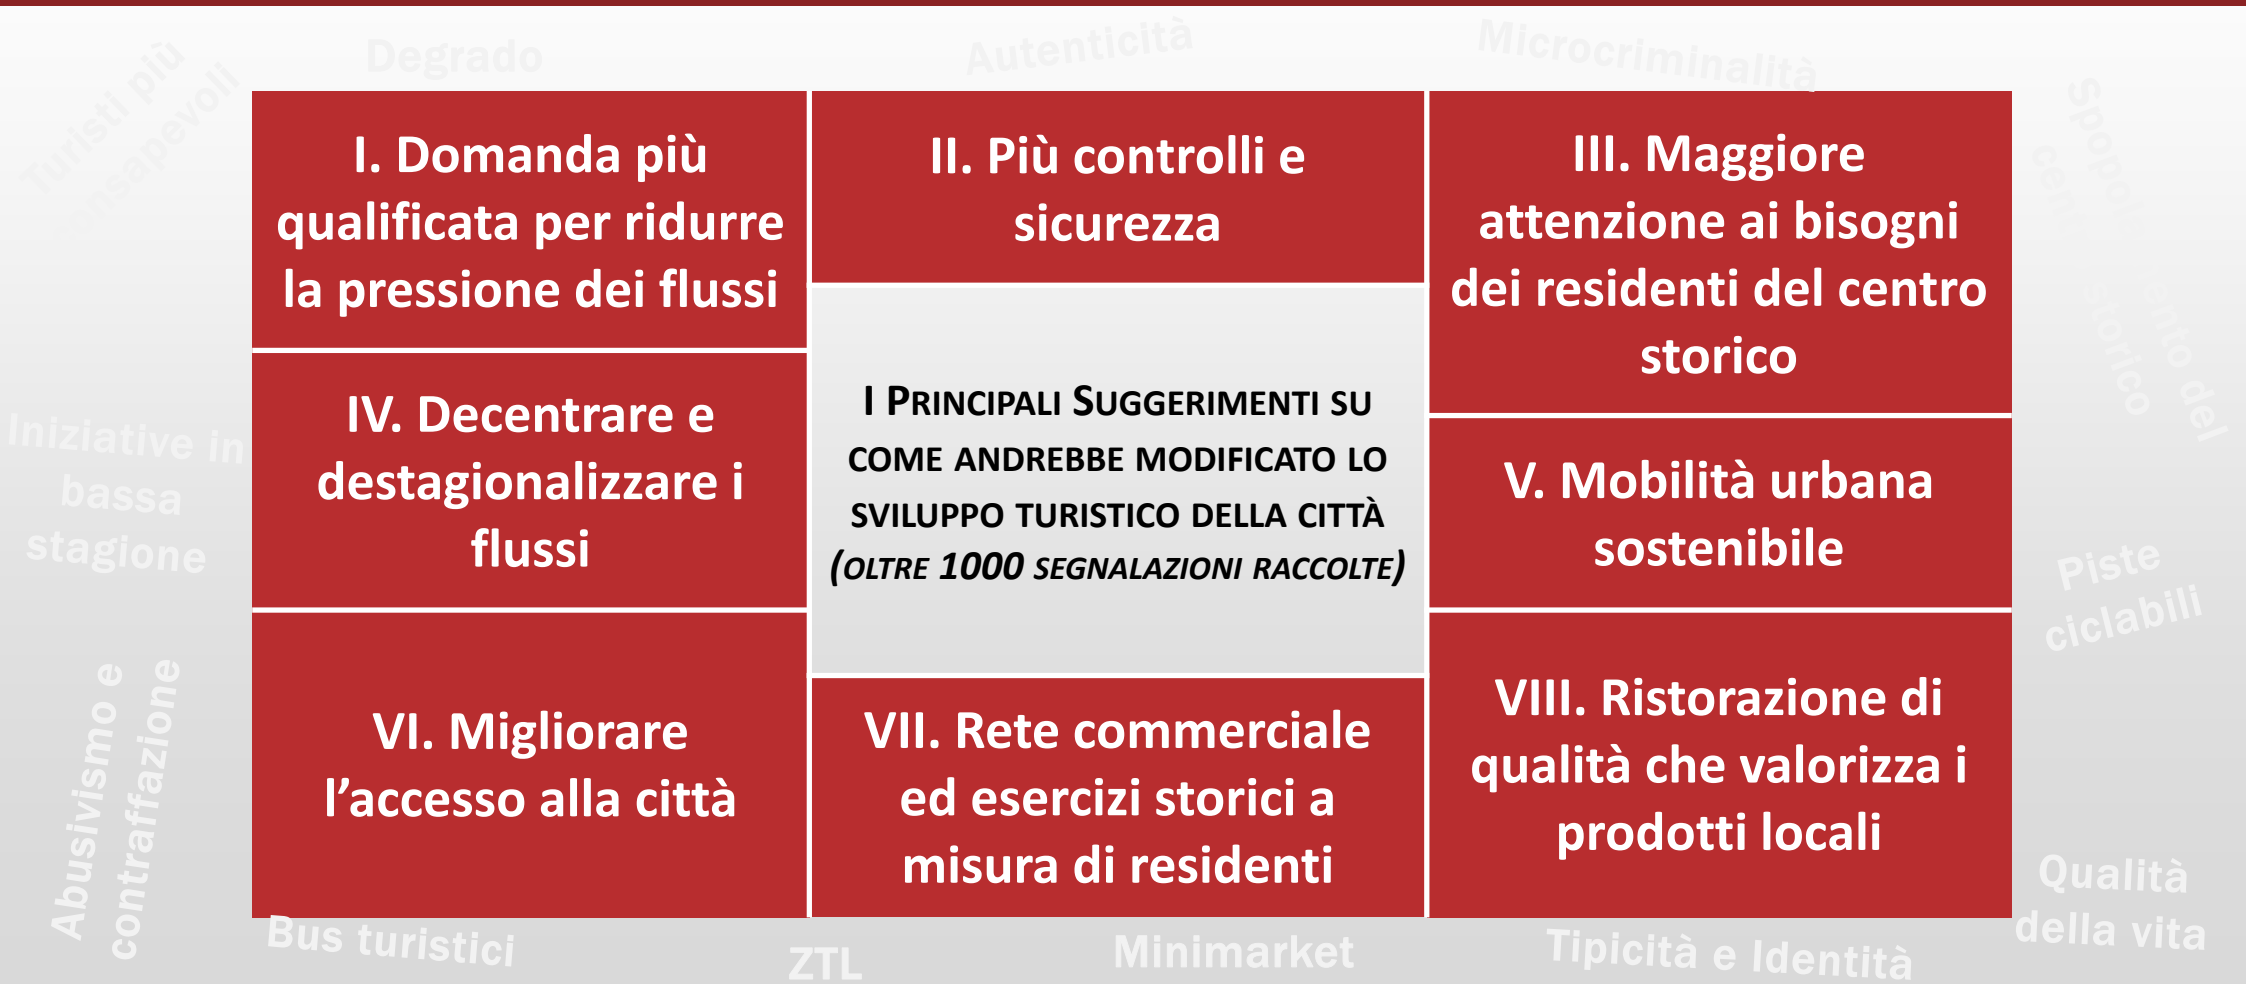 Degrado
Autenticità
Microcriminalità
Turisti più
consapevoli
I. Domanda più
qualificata per ridurre
la pressione dei flussi
II. Più controlli e
sicurezza
III. Maggiore
attenzione ai bisogni
dei residenti del centro
storico
IV. Decentrare e
destagionalizzare i
flussi
I Principali Suggerimenti su
come andrebbe modificato lo
sviluppo turistico della città
(oltre 1000 segnalazioni raccolte)
V. Mobilità urbana
sostenibile
VI. Migliorare
l'accesso alla città
VII. Rete commerciale
ed esercizi storici a
misura di residenti
VIII. Ristorazione di
qualità che valorizza i
prodotti locali
Iniziative in
bassa
stagione
del
storico
Piste
ciclabili
Abusivismo e
contraffazione
Qualità
della vita
Bus turistici
ZTL
Minimarket
Tipicità e Identità